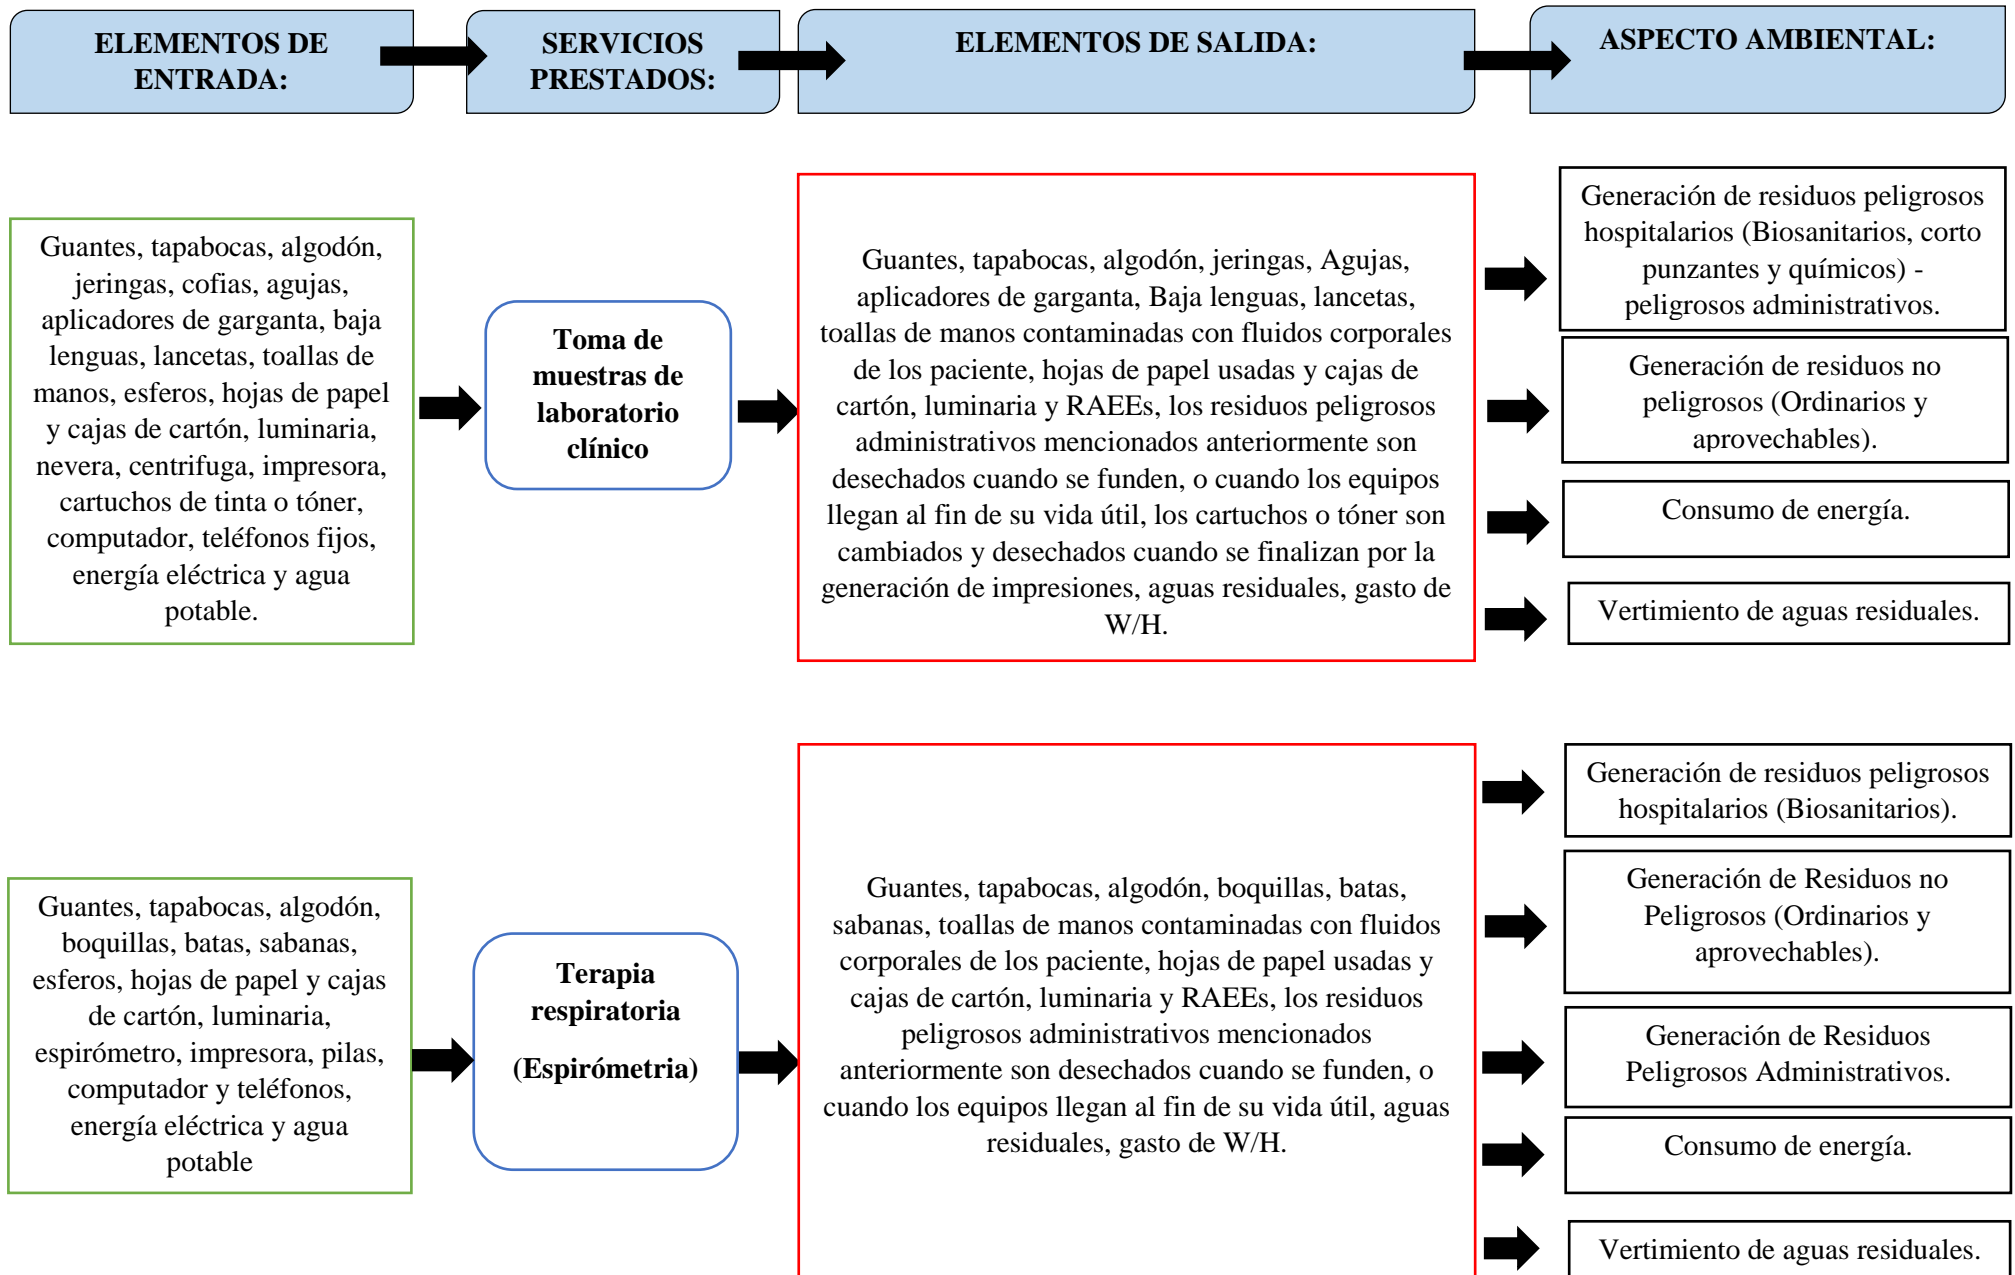 ELEMENTOS DE
ENTRADA:
SERVICIOS
PRESTADOS:
ELEMENTOS DE SALIDA:
ASPECTO AMBIENTAL:
Guantes, tapabocas, algodón,
jeringas, cofias, agujas,
aplicadores de garganta, baja
lenguas, lancetas, toallas de
manos, esferos, hojas de papel
y cajas de cartón, luminaria,
nevera, centrifuga, impresora,
cartuchos de tinta o tóner,
computador, teléfonos fijos,
energía eléctrica y agua
potable.
Toma de
muestras de
laboratorio
clínico
Guantes, tapabocas, algodón, jeringas, Agujas,
aplicadores de garganta, Baja lenguas, lancetas,
toallas de manos contaminadas con fluidos corporales
de los paciente, hojas de papel usadas y cajas de
cartón, luminaria y RAEEs, los residuos peligrosos
administrativos mencionados anteriormente son
desechados cuando se funden, o cuando los equipos
llegan al fin de su vida útil, los cartuchos o tóner son
cambiados y desechados cuando se finalizan por la
generación de impresiones, aguas residuales, gasto de
W/H.
Generación de residuos peligrosos
hospitalarios (Biosanitarios, corto
punzantes y químicos) -
peligrosos administrativos.
Generación de residuos no
peligrosos (Ordinarios y
aprovechables).
Consumo de energía.
Vertimiento de aguas residuales.
Guantes, tapabocas, algodón,
boquillas, batas, sabanas,
esferos, hojas de papel y cajas
de cartón, luminaria,
espirómetro, impresora, pilas,
computador y teléfonos,
energía eléctrica y agua
potable
Terapia
respiratoria
(Espirómetria)
Guantes, tapabocas, algodón, boquillas, batas,
sabanas, toallas de manos contaminadas con fluidos
corporales de los paciente, hojas de papel usadas y
cajas de cartón, luminaria y RAEEs, los residuos
peligrosos administrativos mencionados
anteriormente son desechados cuando se funden, o
cuando los equipos llegan al fin de su vida útil, aguas
residuales, gasto de W/H.
Generación de residuos peligrosos
hospitalarios (Biosanitarios).
Generación de Residuos no
Peligrosos (Ordinarios y
aprovechables).
Generación de Residuos
Peligrosos Administrativos.
Consumo de energía.
Vertimiento de aguas residuales.